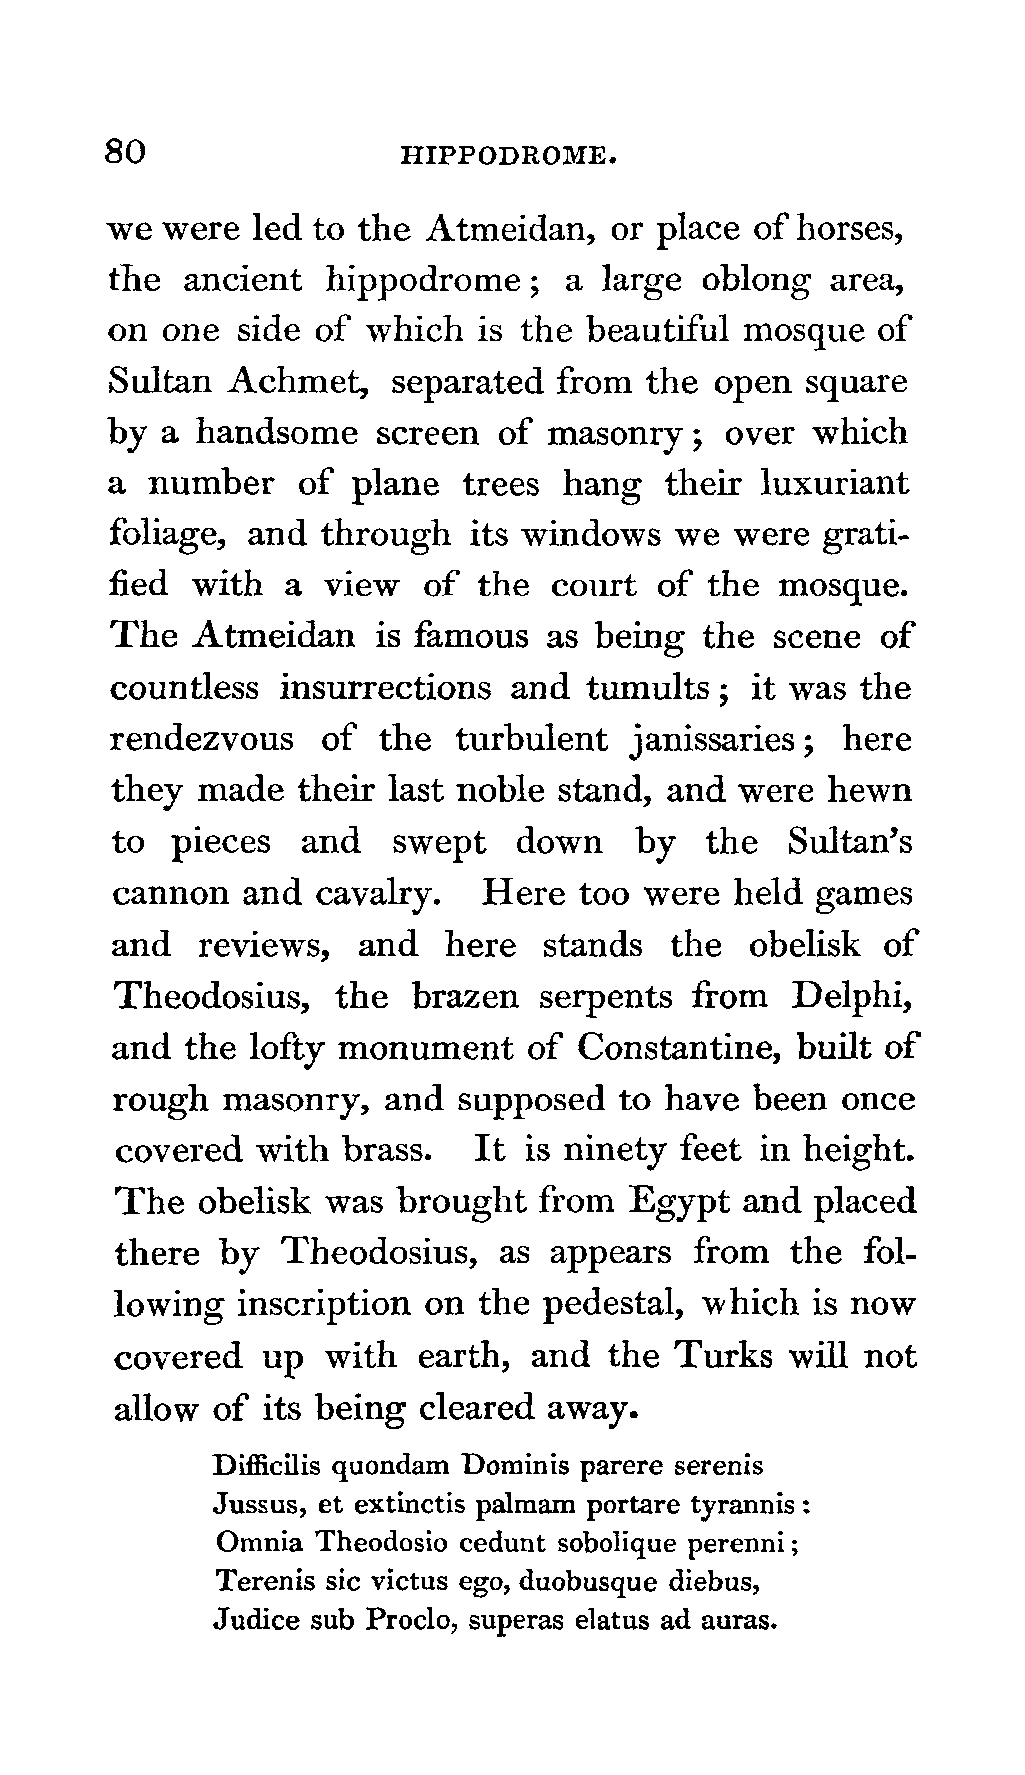 80 HIPPODROME.
we were led to the Atmeidan, or place of horses,
the ancient hippodrome; a large oblong area,
on one side of which is the beautiful mosque of
Sultan Achmet, separated from the open square
by a handsome screen of masonry; over which
a number of plane trees hang their luxuriant
foliage, and through its windows we were grati-
fied with a view of the court of the mosque.
The Atmeidan is famous as being the scene of
countless insurrections and tumults; it was the
rendezvous of the turbulent janissaries; here
they made their last noble stand, and were hewn
to pieces and swept down by the Sultan's
cannon and cavalry. Here too were held games
and reviews, and here stands the obelisk of
Theodosius, the brazen serpents from Delphi,
and the lofty monument of Constantine, built of
rough masonry, and supposed to have been once
covered with brass. It is ninety feet in height.
The obelisk was brought from Egypt and placed
there by Theodosius, as appears from the fol-
lowing inscription on the pedestal, which is now
covered up with earth, and the Turks will not
allow of its being cleared away.
Difficilis quondam Dominis parere serenis
Jussus, et extinctis palmam portare tyrannis:
Omnia Theodosio cedunt sobolique perenni;
Terenis sic victus ego, duobusque diebus,
Judice sub Proclo, superas elatus ad auras.